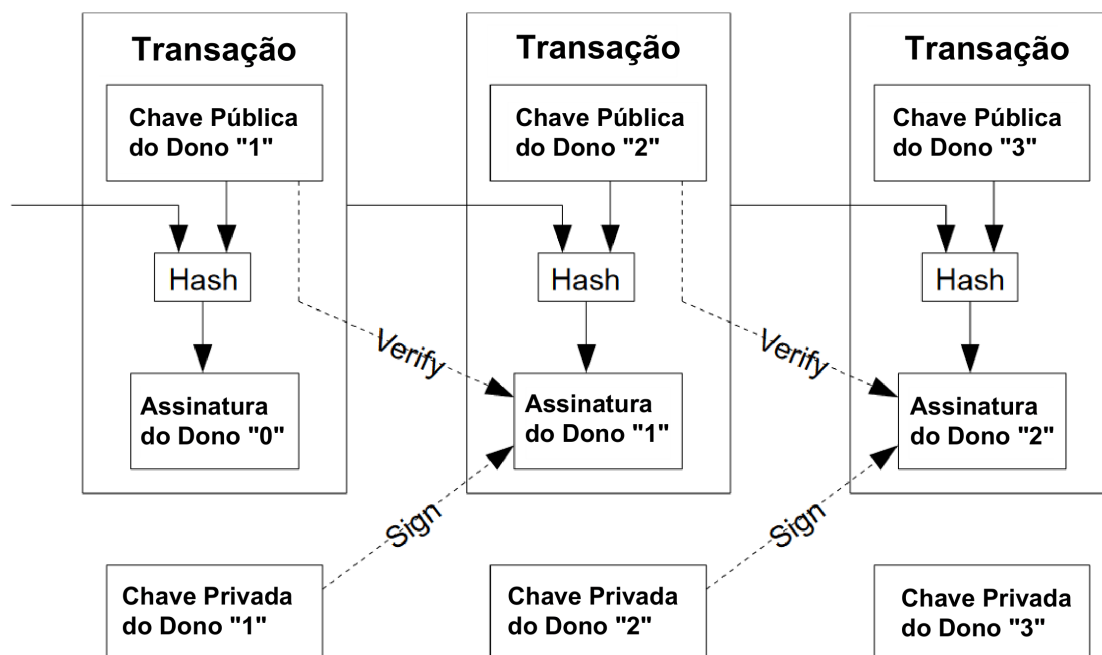 Transação
Transação
Transação
Chave Pública
do Dono "1"
Chave Pública
do Dono "2"
Chave Pública
do Dono "3"
Hash
Hash
Hash
Verify
Verify
Assinatura
do Dono "0"
Assinatura
do Dono "1"
Assinatura
do Dono "2"
Sign
Sign
Chave Privada
do Dono "1"
Chave Privada
do Dono "2"
Chave Privada
do Dono "3"